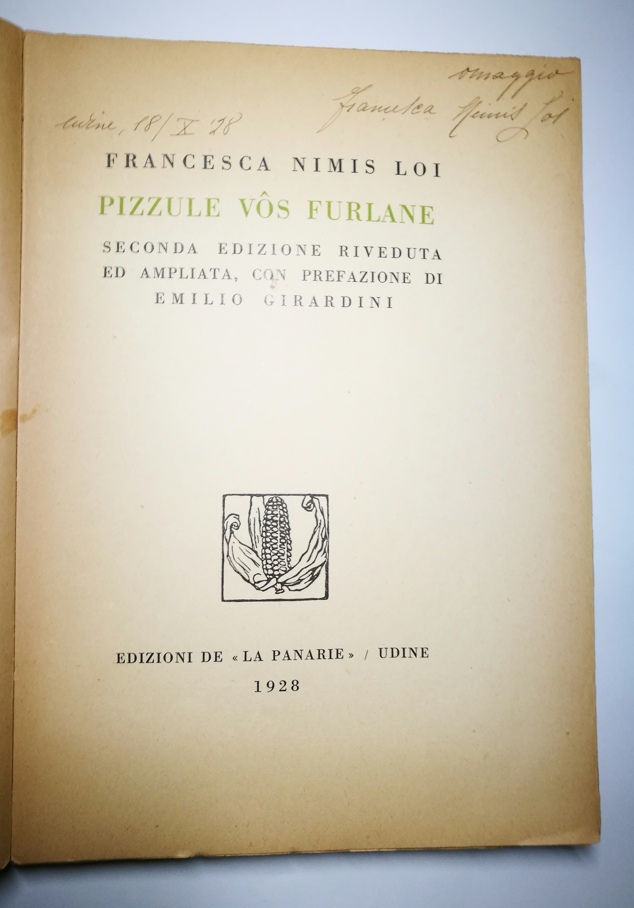 omaggio
Francesca Nimis Loi
Udine, 18/X '28
FRANCESCA NIMIS LOI
PIZZULE VÔS FURLANE
SECONDA EDIZIONE RIVEDUTA
ED AMPLIATA, CON PREFAZIONE DI
EMILIO GIRARDINI
EDIZIONI DE « LA PANARIE » / UDINE
1928